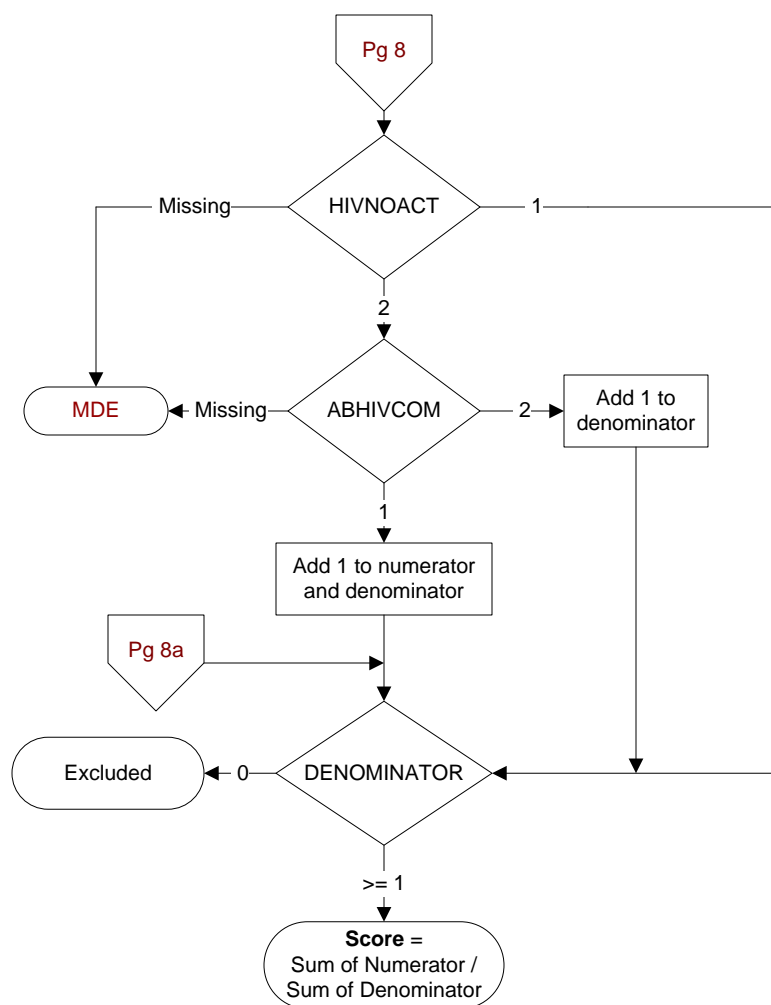 Pg 8
Missing
HIVNOACT
1
2
MDE
Missing
ABHIVCOM
2
Add 1 to
denominator
1
Add 1 to numerator
and denominator
Pg 8a
Excluded
0
DENOMINATOR
>= 1
Score =
Sum of Numerator /
Sum of Denominator